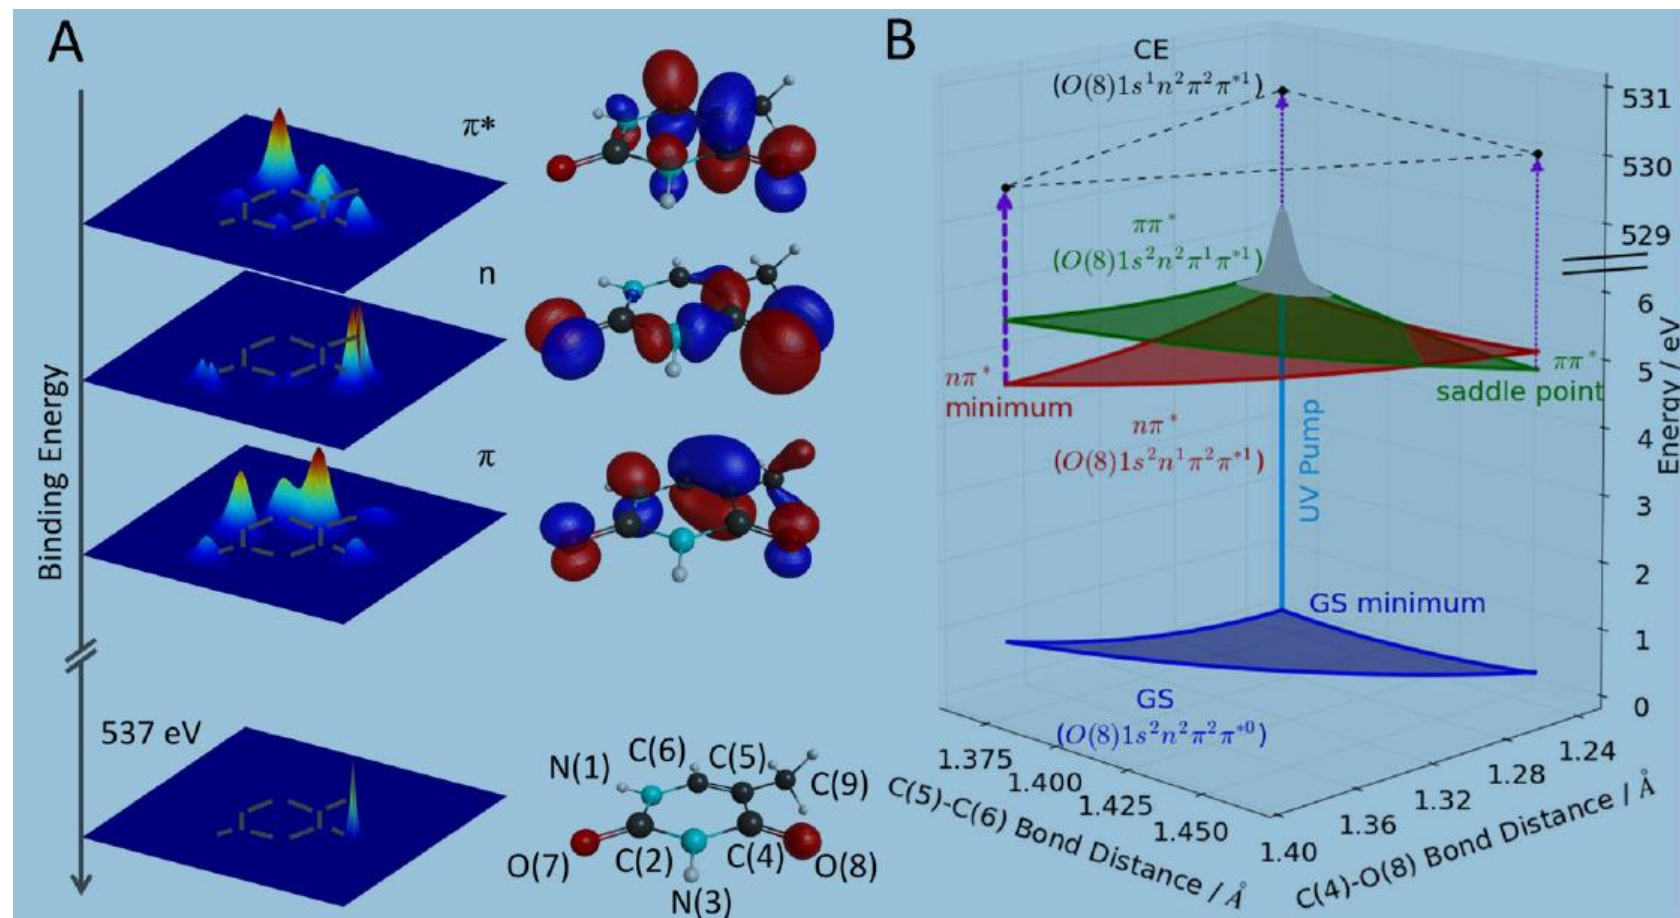 A
Binding Energy
π*
n
π
537 eV
N(1)
C(6)
C(5)
C(9)
O(7)
C(2)
N(3)
C(4)
O(8)
B
CE
(O(8)1s¹n²π²π*¹)
ππ*
(O(8)1s²n²π¹π*¹)
nπ*
minimum
nπ*
(O(8)1s²n¹π²π*¹)
ππ*
saddle point
UV Pump
GS minimum
GS
(O(8)1s²n²π²π*⁰)
531
530
529
6
5
4
3
2
1
0
Energy / eV
1.375
1.400
1.425
1.450
C(5)-C(6) Bond Distance / Å
1.24
1.28
1.32
1.36
1.40
C(4)-O(8) Bond Distance / Å